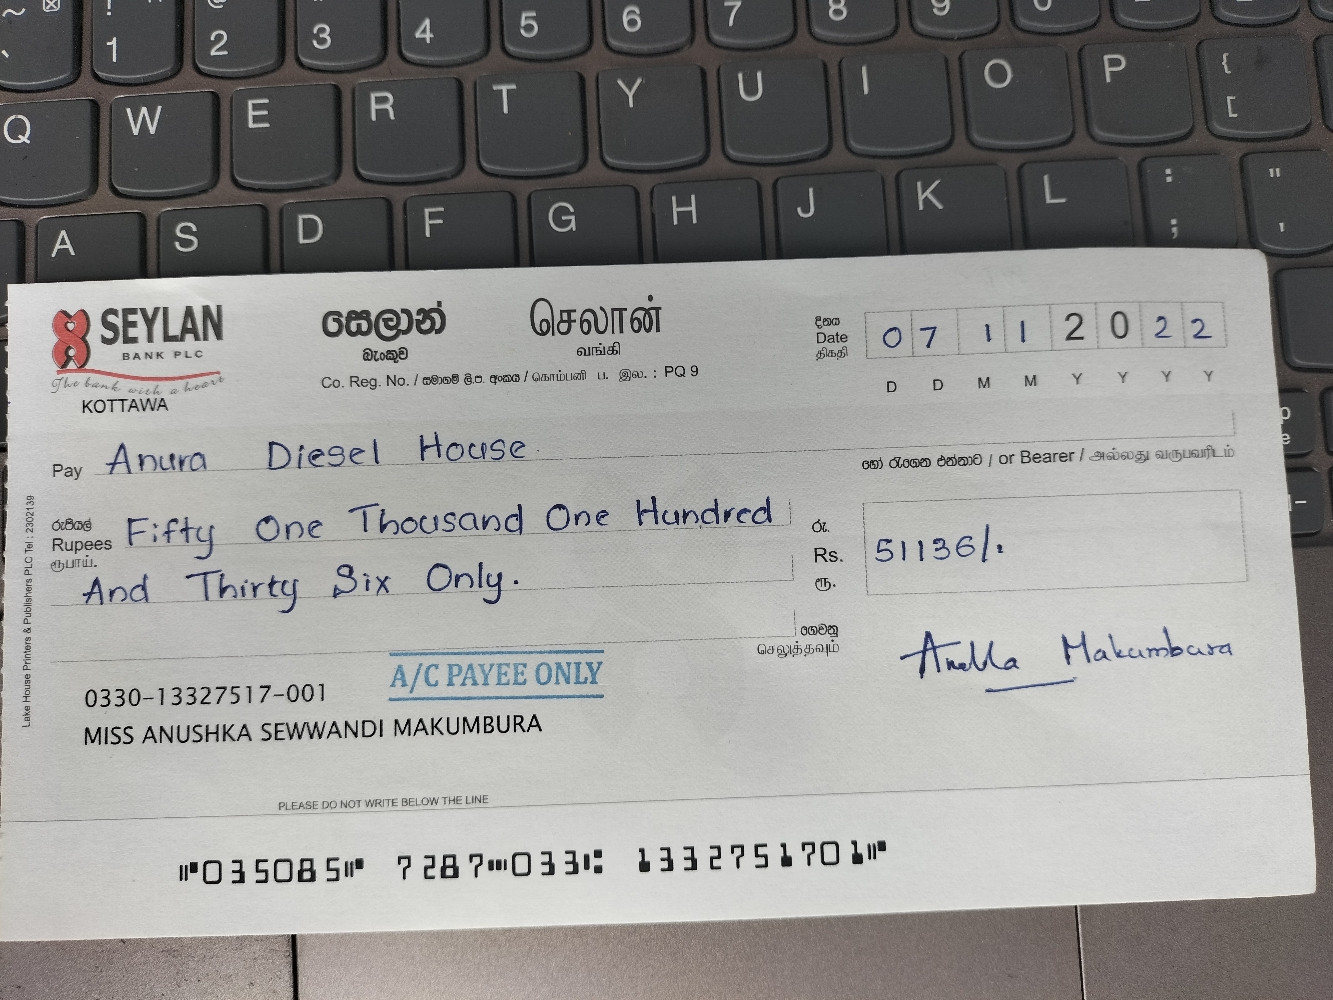 ~
!
1
2
3
4
5
6
7
8
9
0
Q W E R T Y U I O P { [
A S D F G H J K L : ; " '
SEYLAN
BANK PLC
The bank with a heart
KOTTAWA
සෙලාන්
බැංකුව
செலான்
வங்கி
Co. Reg. No. / සමාගම් ලි.ප. අංකය / கொம்பனி ப. இல. : PQ 9
දිනය
Date
திகதி
0 7 1 1 2 0 2 2
D D M M Y Y Y Y
Pay Anura Diesel House
හෝ රැගෙන එන්නාට / or Bearer / அல்லது வருபவரிடம்
රුපියල්
Rupees
ரூபாய்.
Fifty One Thousand One Hundred
And Thirty Six Only.
රු.
Rs.
ரூ.
51136/.
ගෙවනු
செலுத்தவும்
A/C PAYEE ONLY
0330-13327517-001
MISS ANUSHKA SEWWANDI MAKUMBURA
Makumbura
Lake House Printers & Publishers PLC Tel : 2302139
PLEASE DO NOT WRITE BELOW THE LINE
⑈035085⑈ 7287⑉033⑆ 133275170 1⑈